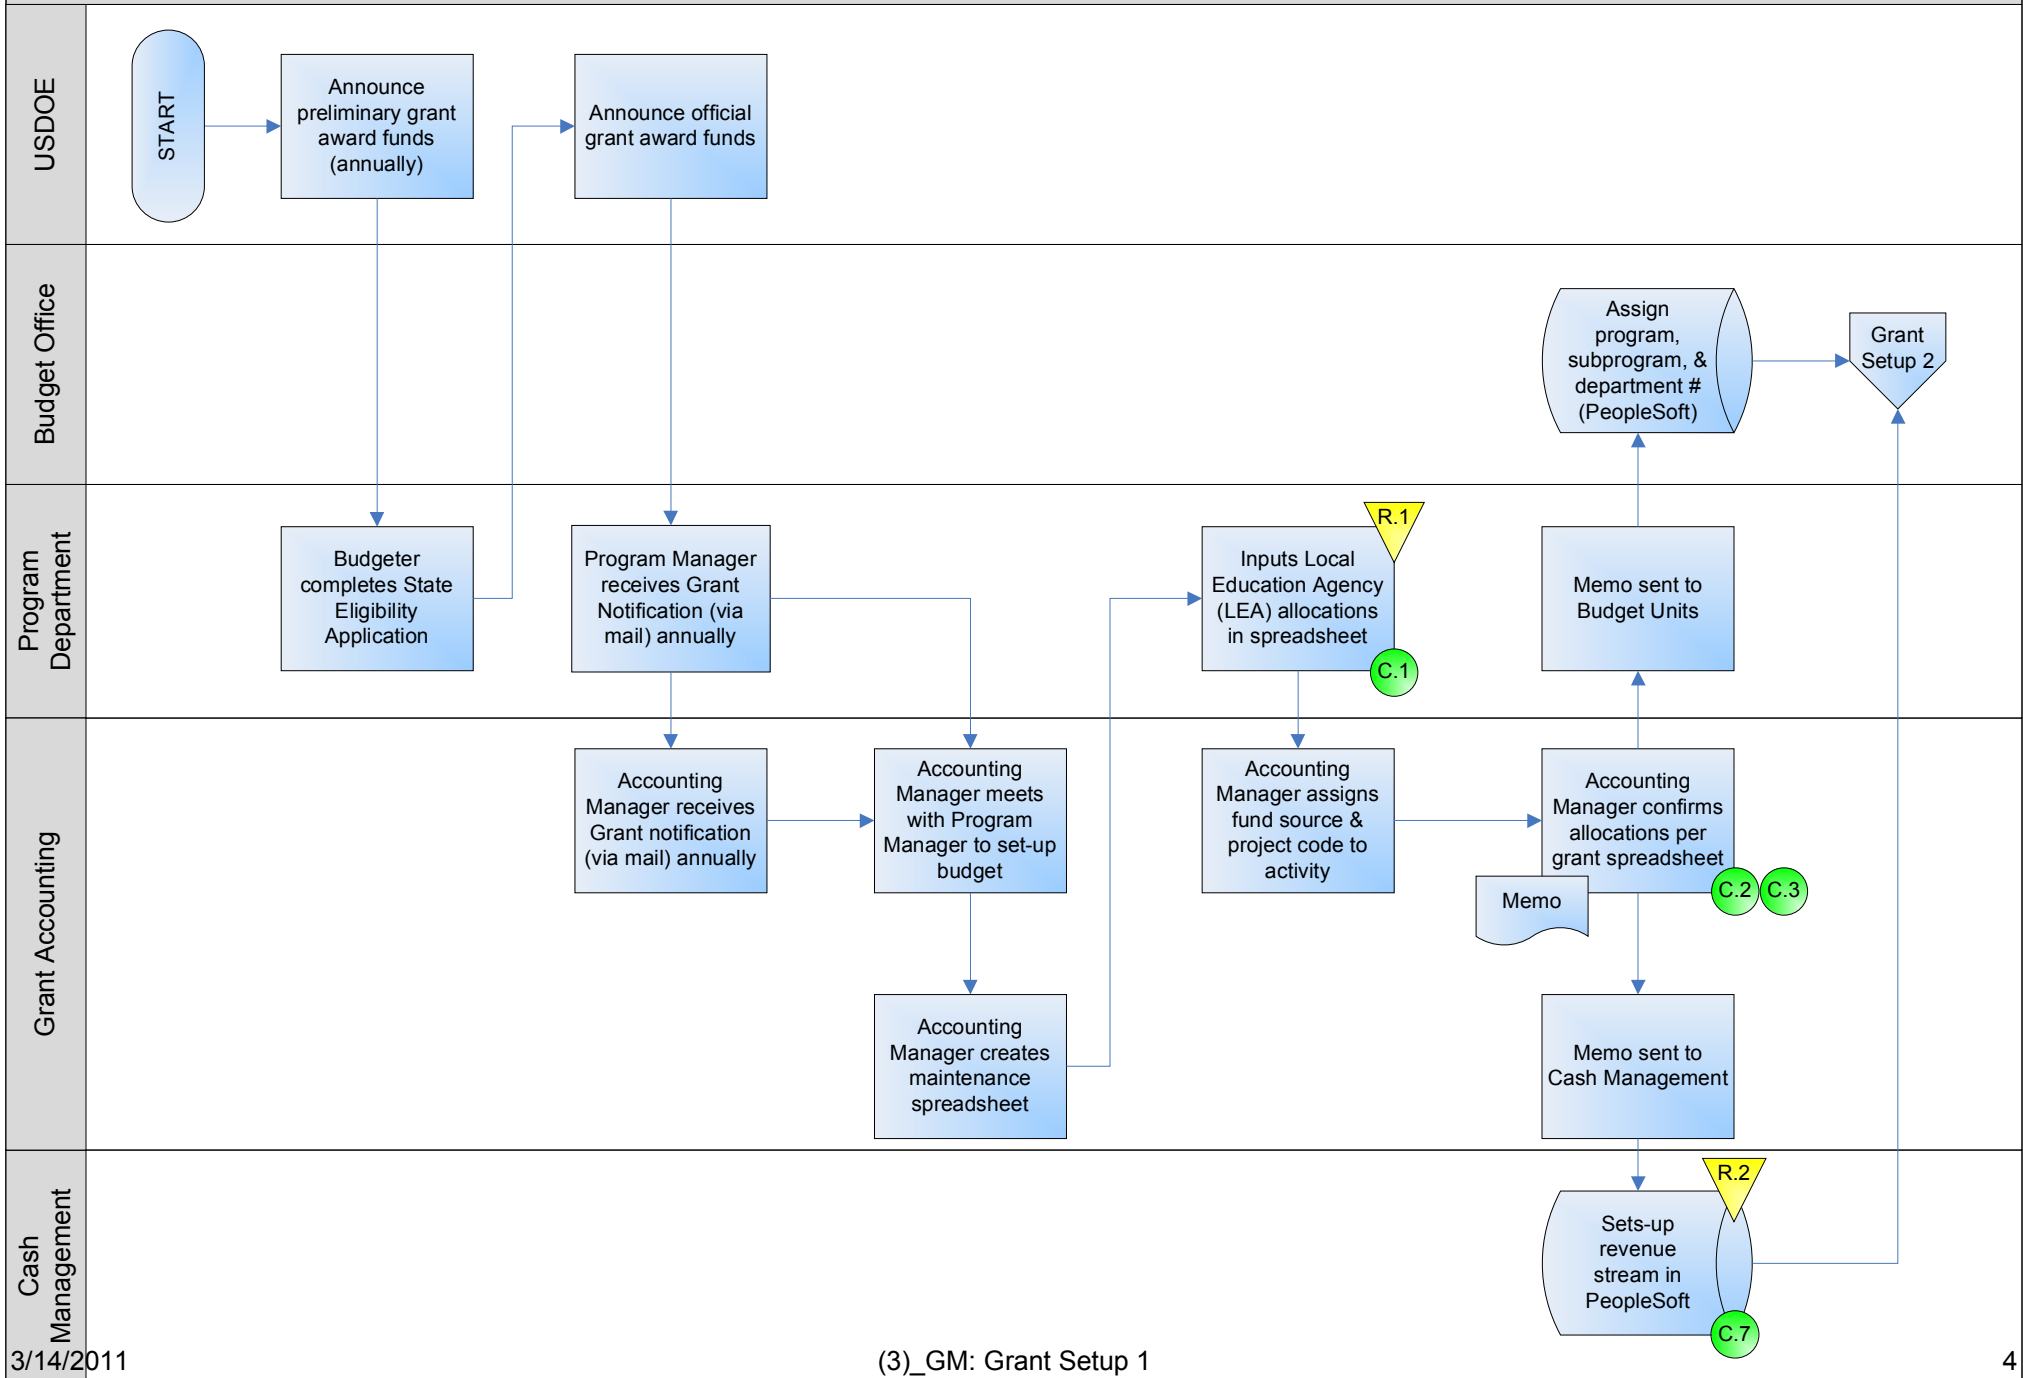 USDOE
START
Announce
preliminary grant
award funds
(annually)
Announce official
grant award funds
Budget Office
Assign
program,
subprogram, &
department #
(PeopleSoft)
Grant
Setup 2
Program
Department
Budgeter
completes State
Eligibility
Application
Program Manager
receives Grant
Notification (via
mail) annually
R.1
Inputs Local
Education Agency
(LEA) allocations
in spreadsheet
C.1
Memo sent to
Budget Units
Grant Accounting
Accounting
Manager receives
Grant notification
(via mail) annually
Accounting
Manager meets
with Program
Manager to set-up
budget
Accounting
Manager assigns
fund source &
project code to
activity
Accounting
Manager confirms
allocations per
grant spreadsheet
C.2
C.3
Memo
Accounting
Manager creates
maintenance
spreadsheet
Memo sent to
Cash Management
Cash
Management
R.2
Sets-up
revenue
stream in
PeopleSoft
C.7
3/14/2011
(3)_GM: Grant Setup 1
4